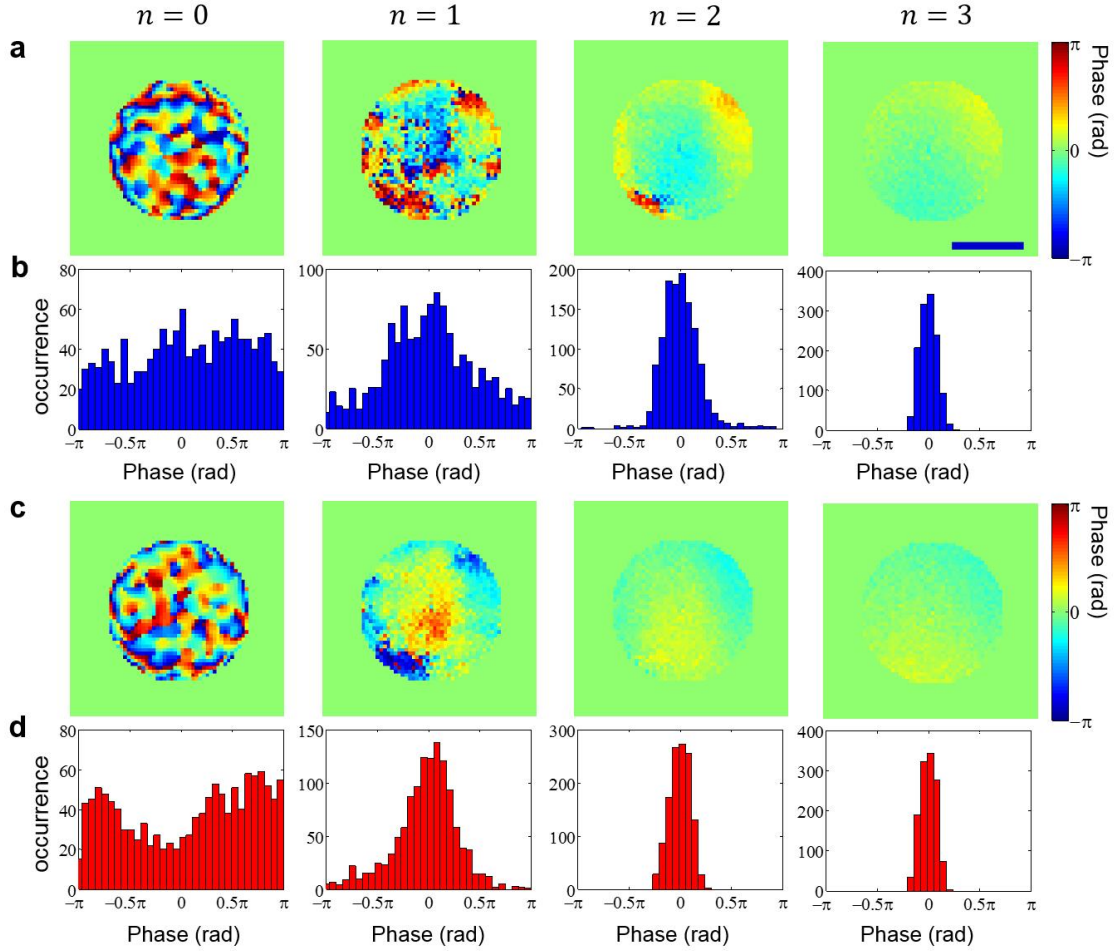 n = 0 n = 1 n = 2 n = 3
a
π
0
−π
Phase (rad)
b
80 60 40 20 0
occurrence
−π −0.5π 0 0.5π π
Phase (rad)
100 50 0
−π −0.5π 0 0.5π π
Phase (rad)
200 150 100 50 0
−π −0.5π 0 0.5π π
Phase (rad)
400 300 200 100 0
−π −0.5π 0 0.5π π
Phase (rad)
c
π
0
−π
Phase (rad)
d
80 60 40 20 0
occurrence
−π −0.5π 0 0.5π π
Phase (rad)
150 100 50 0
−π −0.5π 0 0.5π π
Phase (rad)
300 200 100 0
−π −0.5π 0 0.5π π
Phase (rad)
400 300 200 100 0
−π −0.5π 0 0.5π π
Phase (rad)